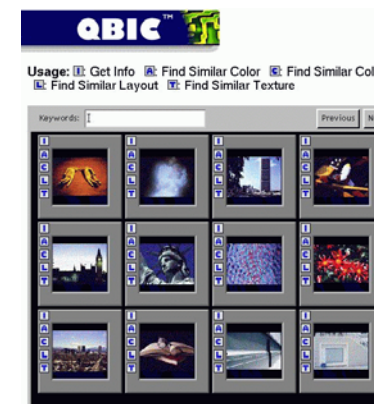 QBIC™
Usage: I: Get Info A: Find Similar Color C: Find Similar Col
L: Find Similar Layout T: Find Similar Texture
Keywords: Previous N
I I I I
A A A A
C C C C
L L L L
T T T T
I I I I
A A A A
C C C C
L L L L
T T T T
I I I I
A A A A
C C C C
L L L L
T T T T